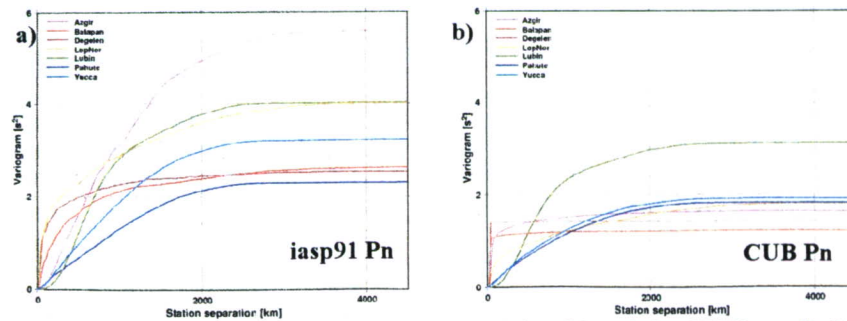 a)
Azgir
Balapan
Degelen
LopNor
Lubin
Pahute
Yucca
6
4
2
0
Variogram [s²]
0
2000
4000
Station separation [km]
iasp91 Pn
b)
Azgir
Balapan
Degelen
LopNor
Lubin
Pahute
Yucca
6
4
2
0
Variogram [s²]
0
2000
4000
Station separation [km]
CUB Pn